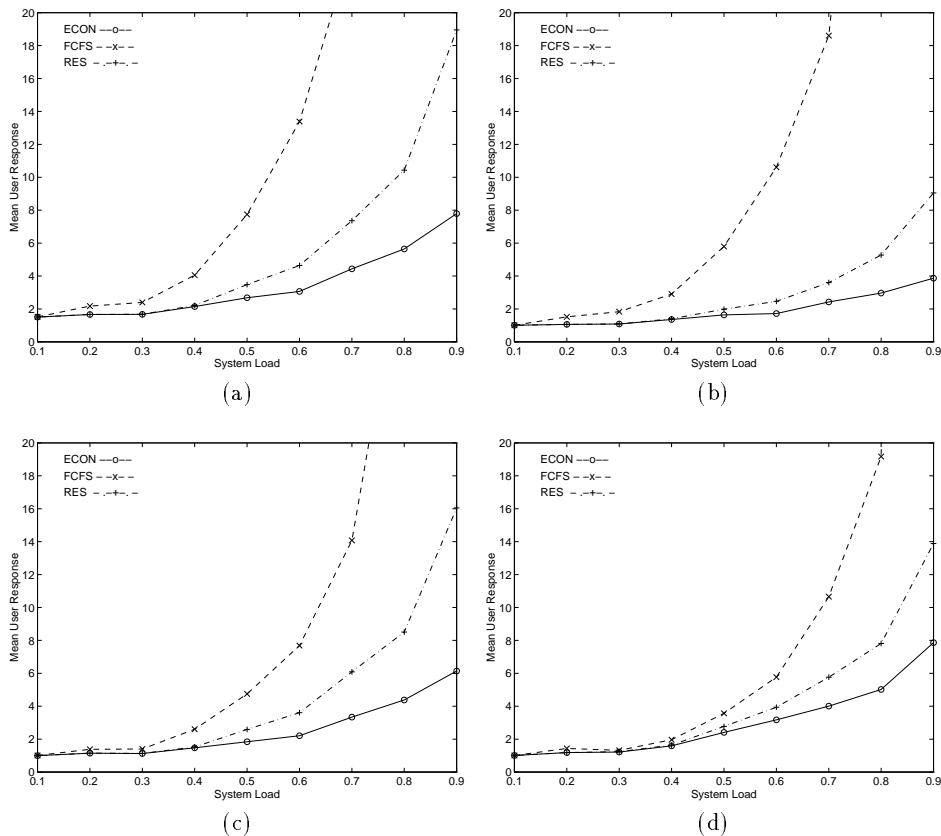 ECON ––o––
FCFS – –x– –
RES – . –+– . –
Mean User Response
20
18
16
14
12
10
8
6
4
2
0
0.1 0.2 0.3 0.4 0.5 0.6 0.7 0.8 0.9
System Load
(a)
ECON ––o––
FCFS – –x– –
RES – . –+– . –
Mean User Response
20
18
16
14
12
10
8
6
4
2
0
0.1 0.2 0.3 0.4 0.5 0.6 0.7 0.8 0.9
System Load
(b)
ECON ––o––
FCFS – –x– –
RES – . –+– . –
Mean User Response
20
18
16
14
12
10
8
6
4
2
0
0.1 0.2 0.3 0.4 0.5 0.6 0.7 0.8 0.9
System Load
(c)
ECON ––o––
FCFS – –x– –
RES – . –+– . –
Mean User Response
20
18
16
14
12
10
8
6
4
2
0
0.1 0.2 0.3 0.4 0.5 0.6 0.7 0.8 0.9
System Load
(d)